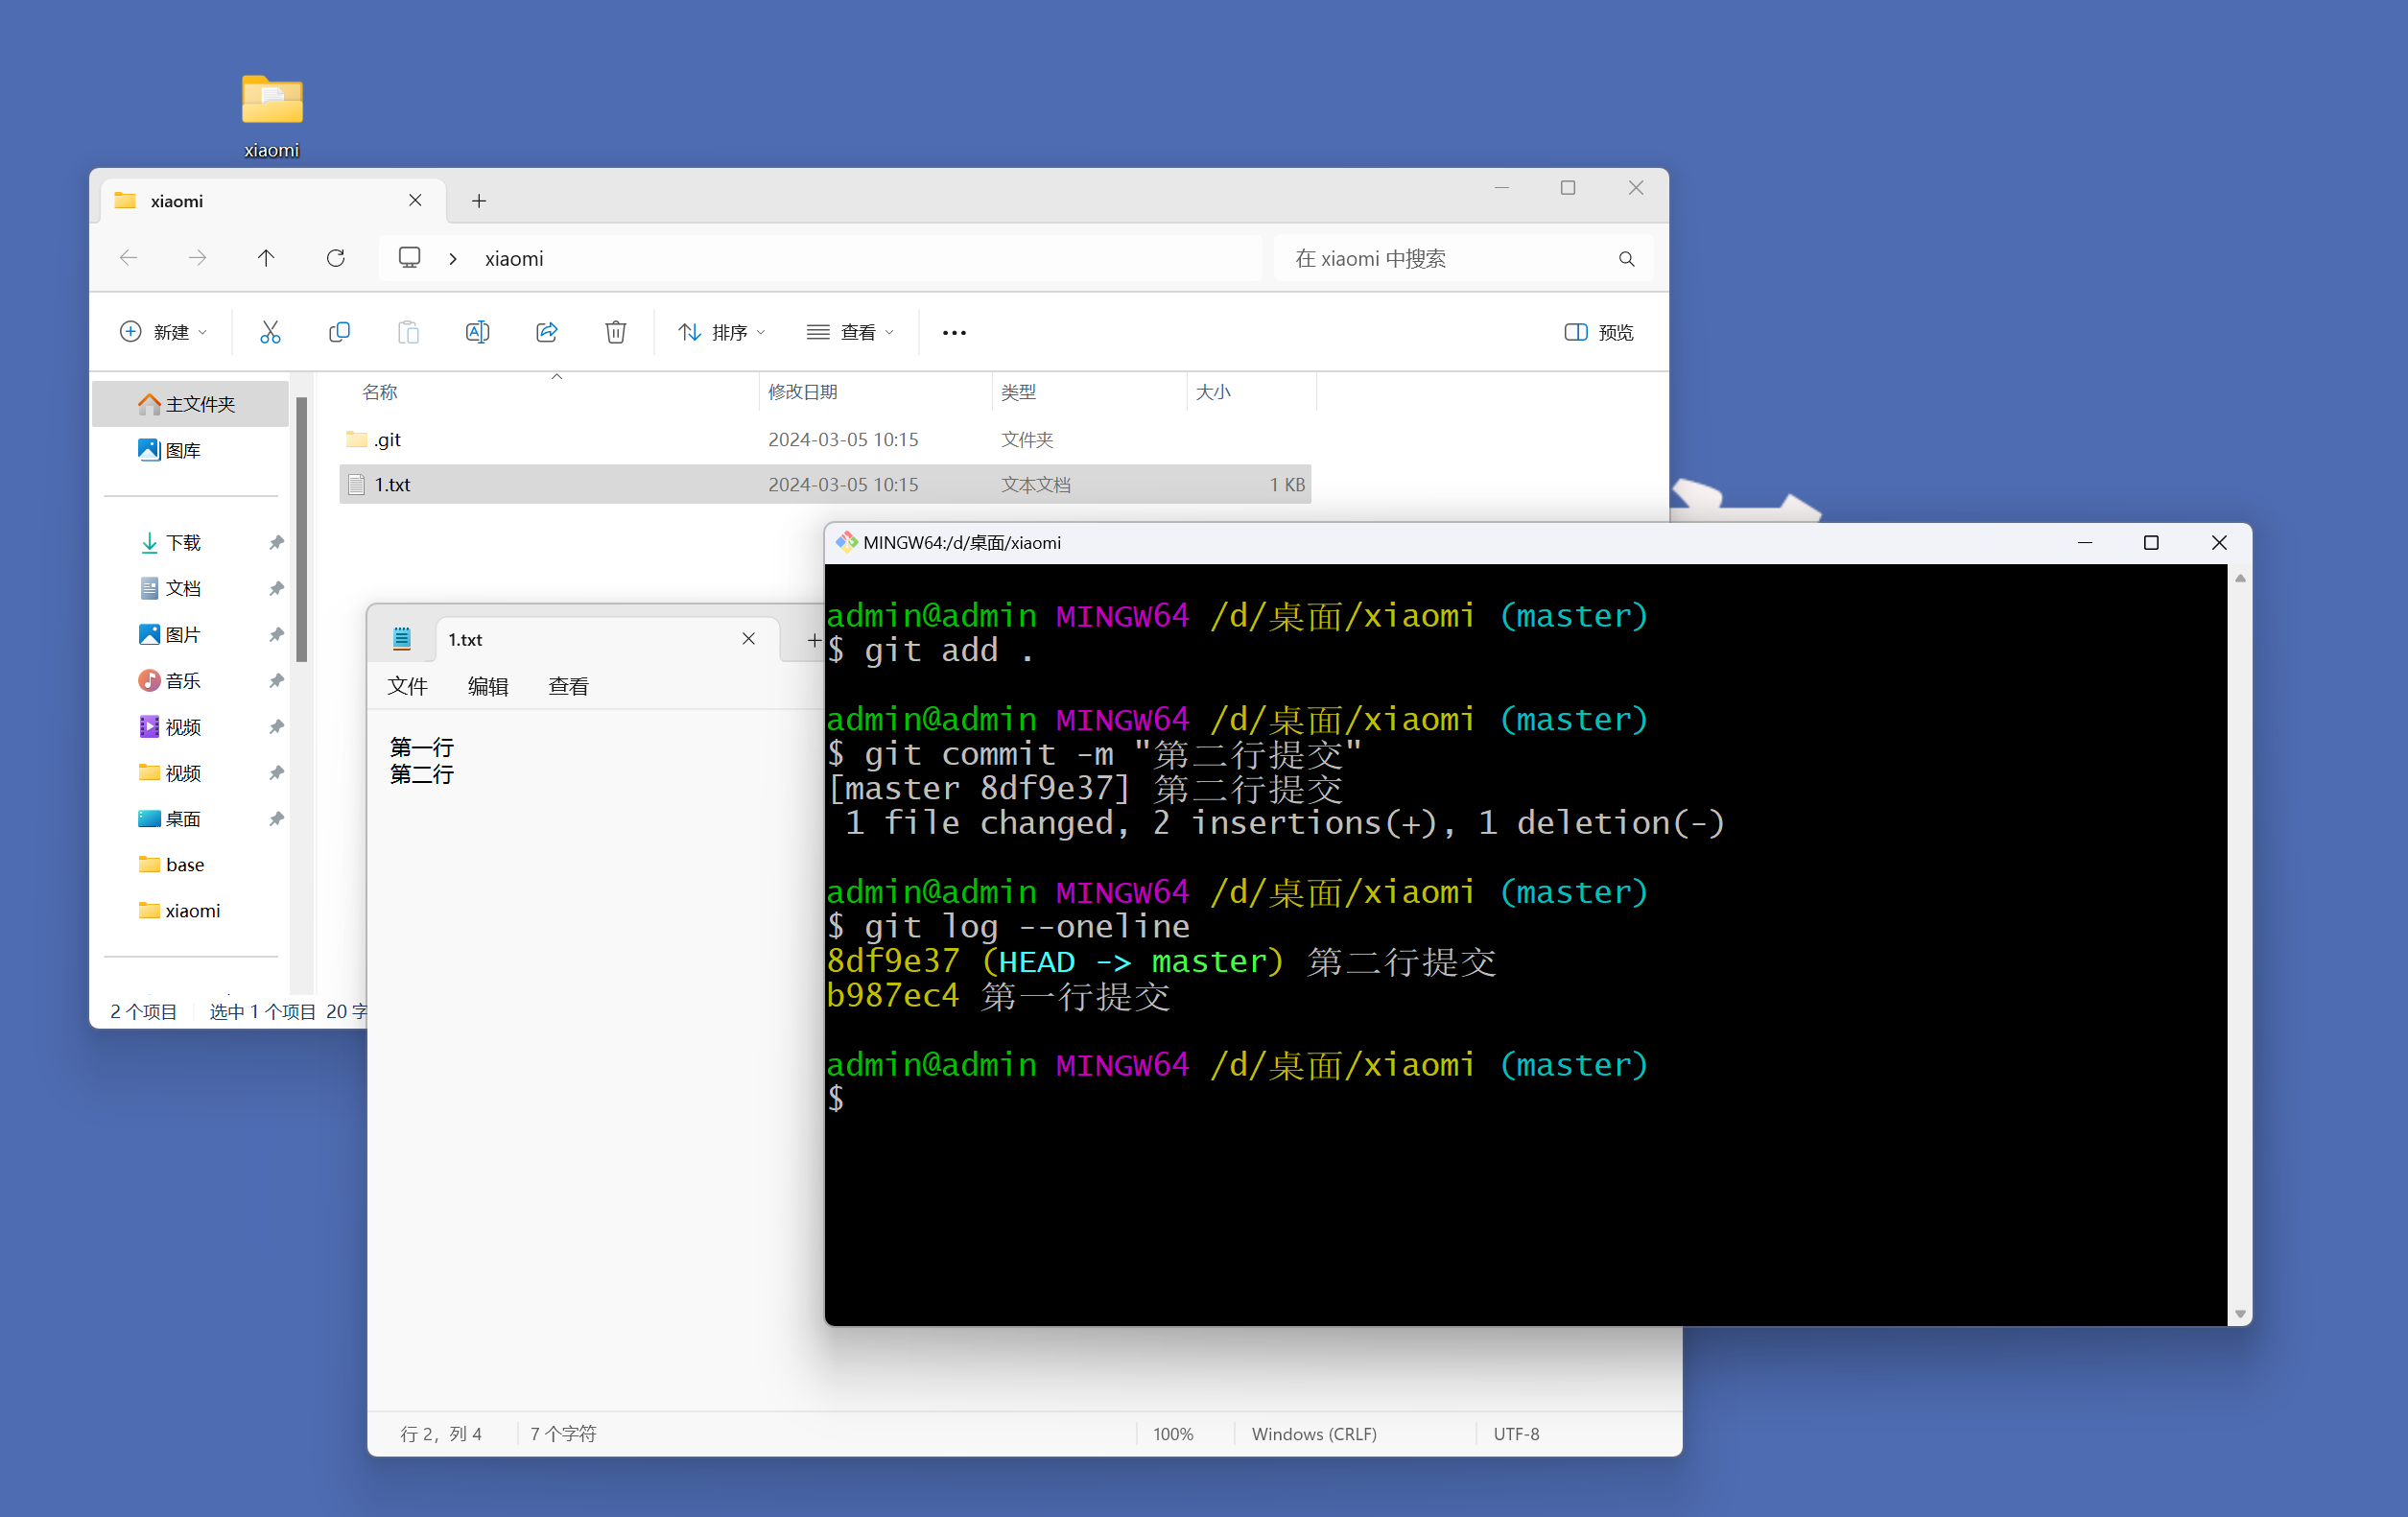 xiaomi
xiaomi
xiaomi
在 xiaomi 中搜索
新建
排序
查看
预览
名称
修改日期
类型
大小
主文件夹
图库
下载
文档
图片
音乐
视频
视频
桌面
base
xiaomi
.git
2024-03-05 10:15
文件夹
1.txt
2024-03-05 10:15
文本文档
1 KB
2 个项目
选中 1 个项目
20 字
1.txt
文件
编辑
查看
第一行
第二行
行 2，列 4
7 个字符
100%
Windows (CRLF)
UTF-8
MINGW64:/d/桌面/xiaomi
admin@admin MINGW64 /d/桌面/xiaomi (master)
$ git add .
admin@admin MINGW64 /d/桌面/xiaomi (master)
$ git commit -m "第二行提交"
[master 8df9e37] 第二行提交
1 file changed, 2 insertions(+), 1 deletion(-)
admin@admin MINGW64 /d/桌面/xiaomi (master)
$ git log --oneline
8df9e37 (HEAD -> master) 第二行提交
b987ec4 第一行提交
admin@admin MINGW64 /d/桌面/xiaomi (master)
$